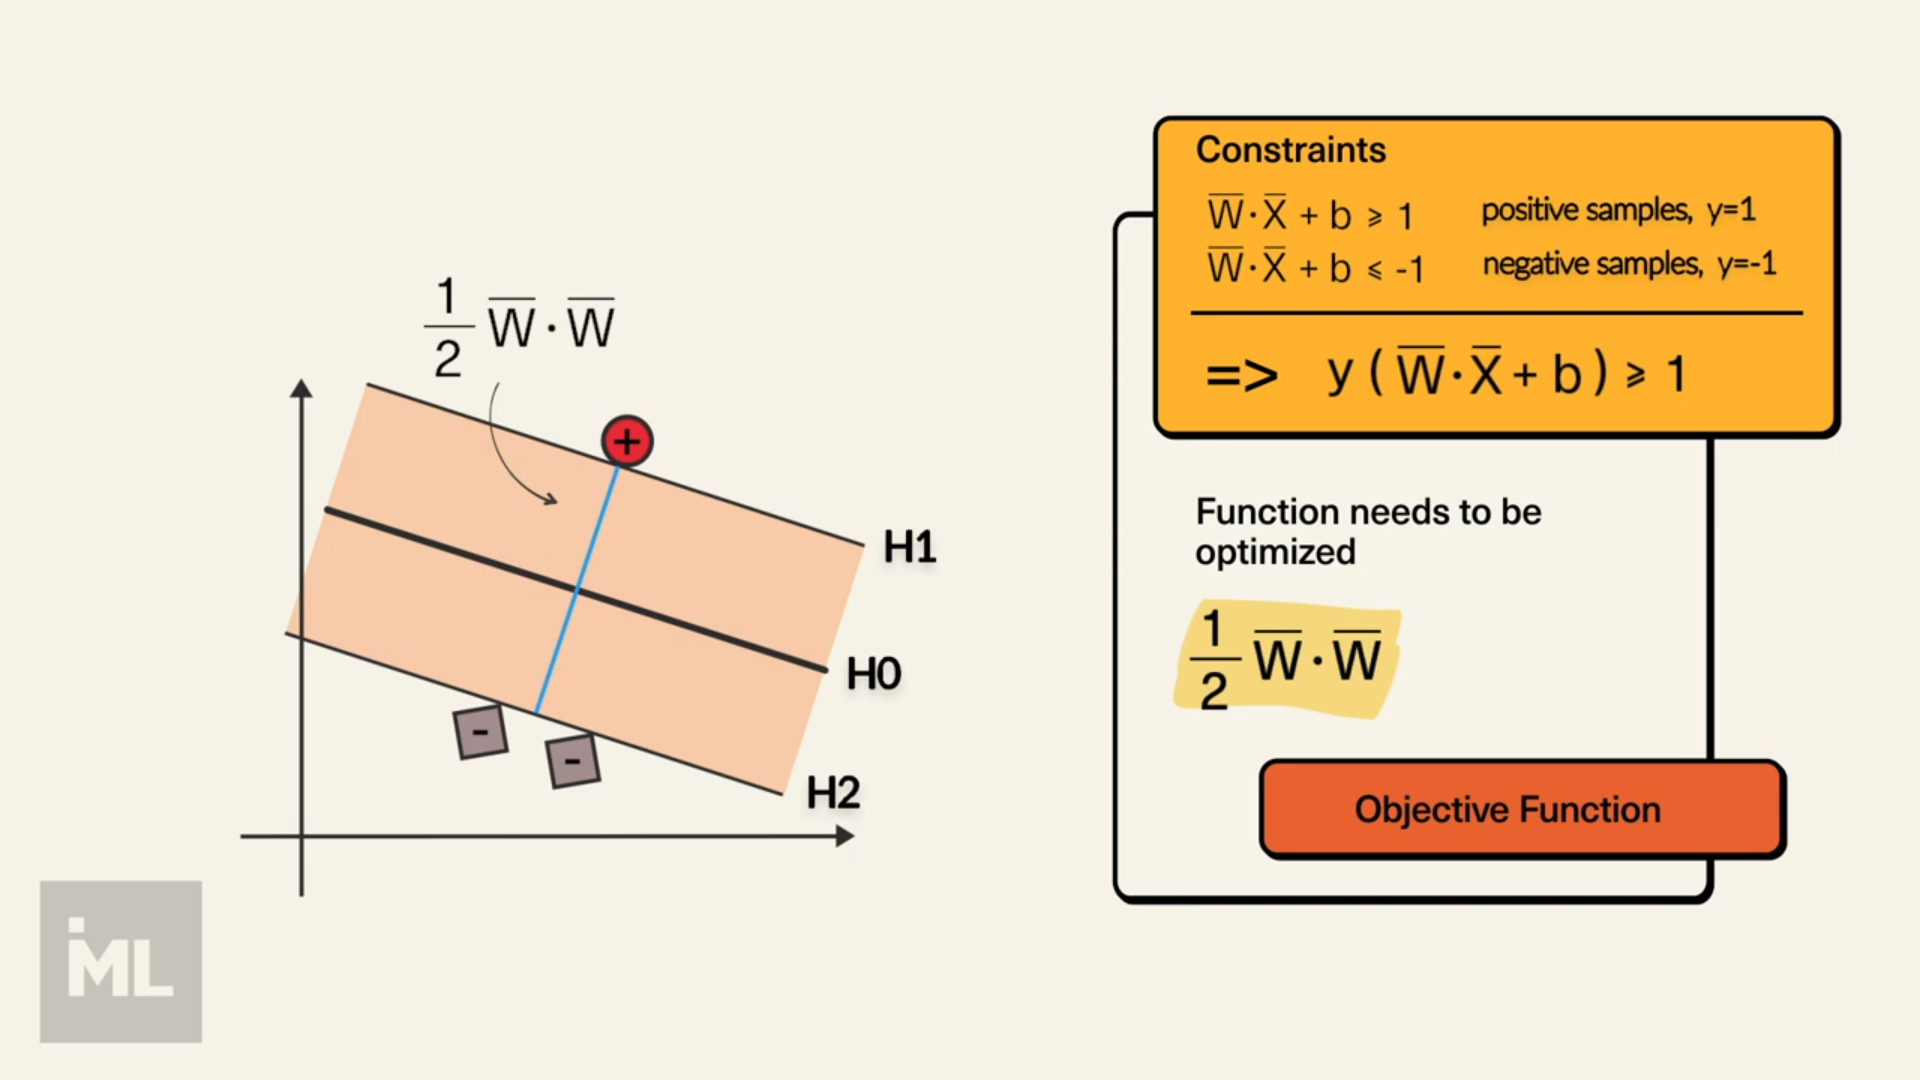 Constraints
W̅·X̅ + b ⩾ 1 positive samples, y=1
W̅·X̅ + b ⩽ -1 negative samples, y=-1
=> y ( W̅·X̅ + b ) ⩾ 1
1/2 W̅·W̅
+
H1
H0
-
-
H2
Function needs to be
optimized
1/2 W̅·W̅
Objective Function
iML